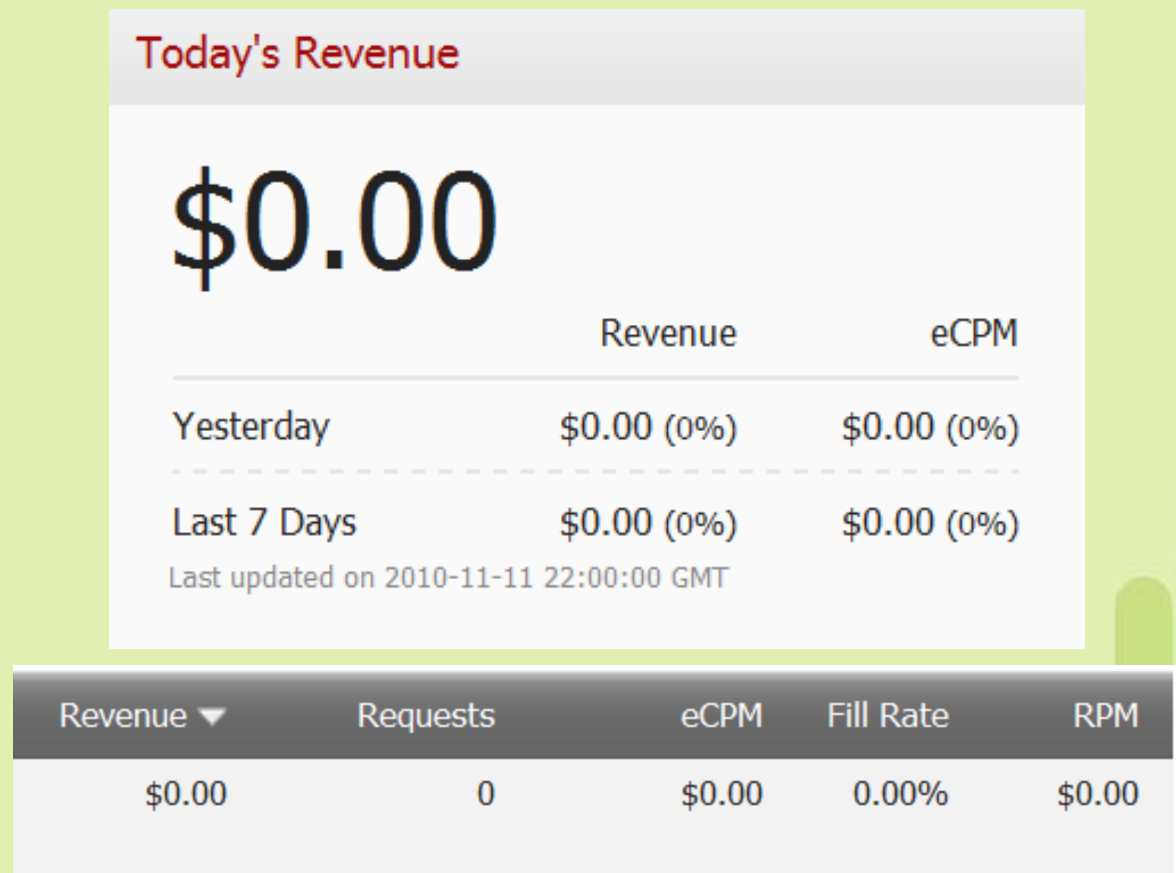 Today's Revenue
$0.00
Revenue eCPM
Yesterday $0.00 (0%) $0.00 (0%)
Last 7 Days $0.00 (0%) $0.00 (0%)
Last updated on 2010-11-11 22:00:00 GMT
Revenue Requests eCPM Fill Rate RPM
$0.00 0 $0.00 0.00% $0.00